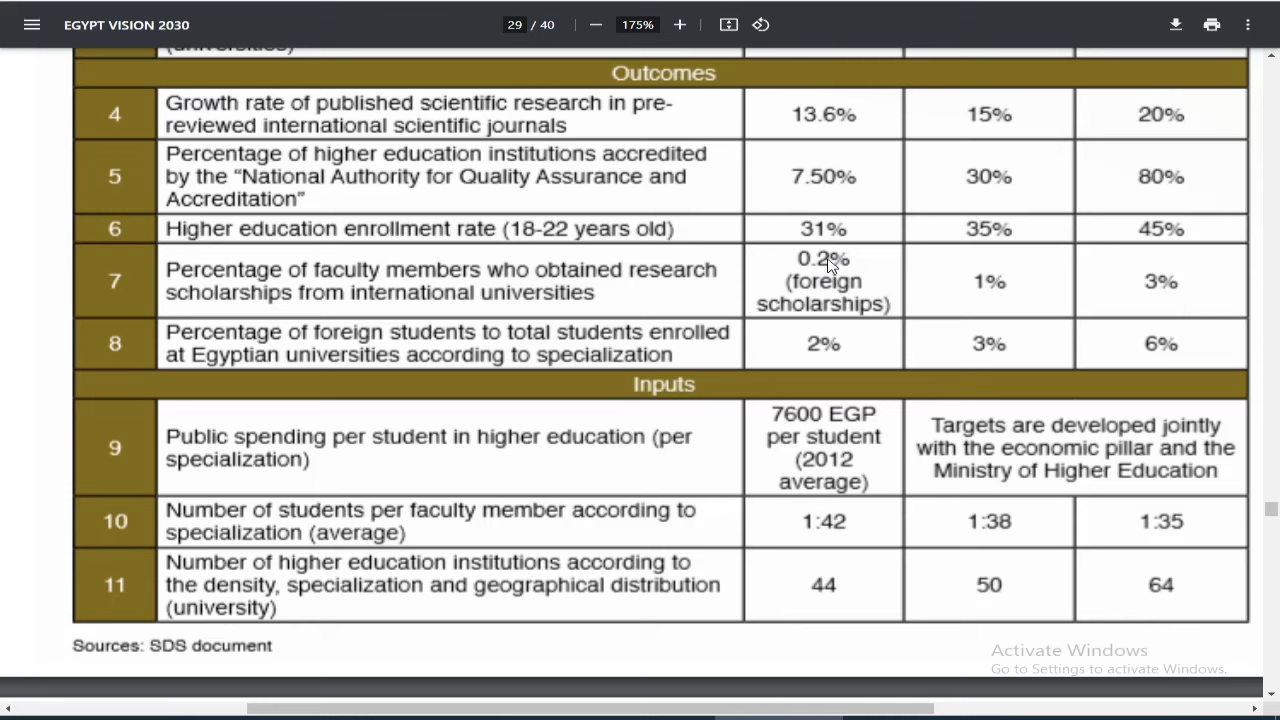 EGYPT VISION 2030
29 / 40
175%
(universities)
Outcomes
4
Growth rate of published scientific research in pre-
reviewed international scientific journals
13.6%
15%
20%
5
Percentage of higher education institutions accredited
by the “National Authority for Quality Assurance and
Accreditation”
7.50%
30%
80%
6
Higher education enrollment rate (18-22 years old)
31%
35%
45%
7
Percentage of faculty members who obtained research
scholarships from international universities
0.2%
(foreign
scholarships)
1%
3%
8
Percentage of foreign students to total students enrolled
at Egyptian universities according to specialization
2%
3%
6%
Inputs
9
Public spending per student in higher education (per
specialization)
7600 EGP
per student
(2012
average)
Targets are developed jointly
with the economic pillar and the
Ministry of Higher Education
10
Number of students per faculty member according to
specialization (average)
1:42
1:38
1:35
11
Number of higher education institutions according to
the density, specialization and geographical distribution
(university)
44
50
64
Sources: SDS document
Activate Windows
Go to Settings to activate Windows.